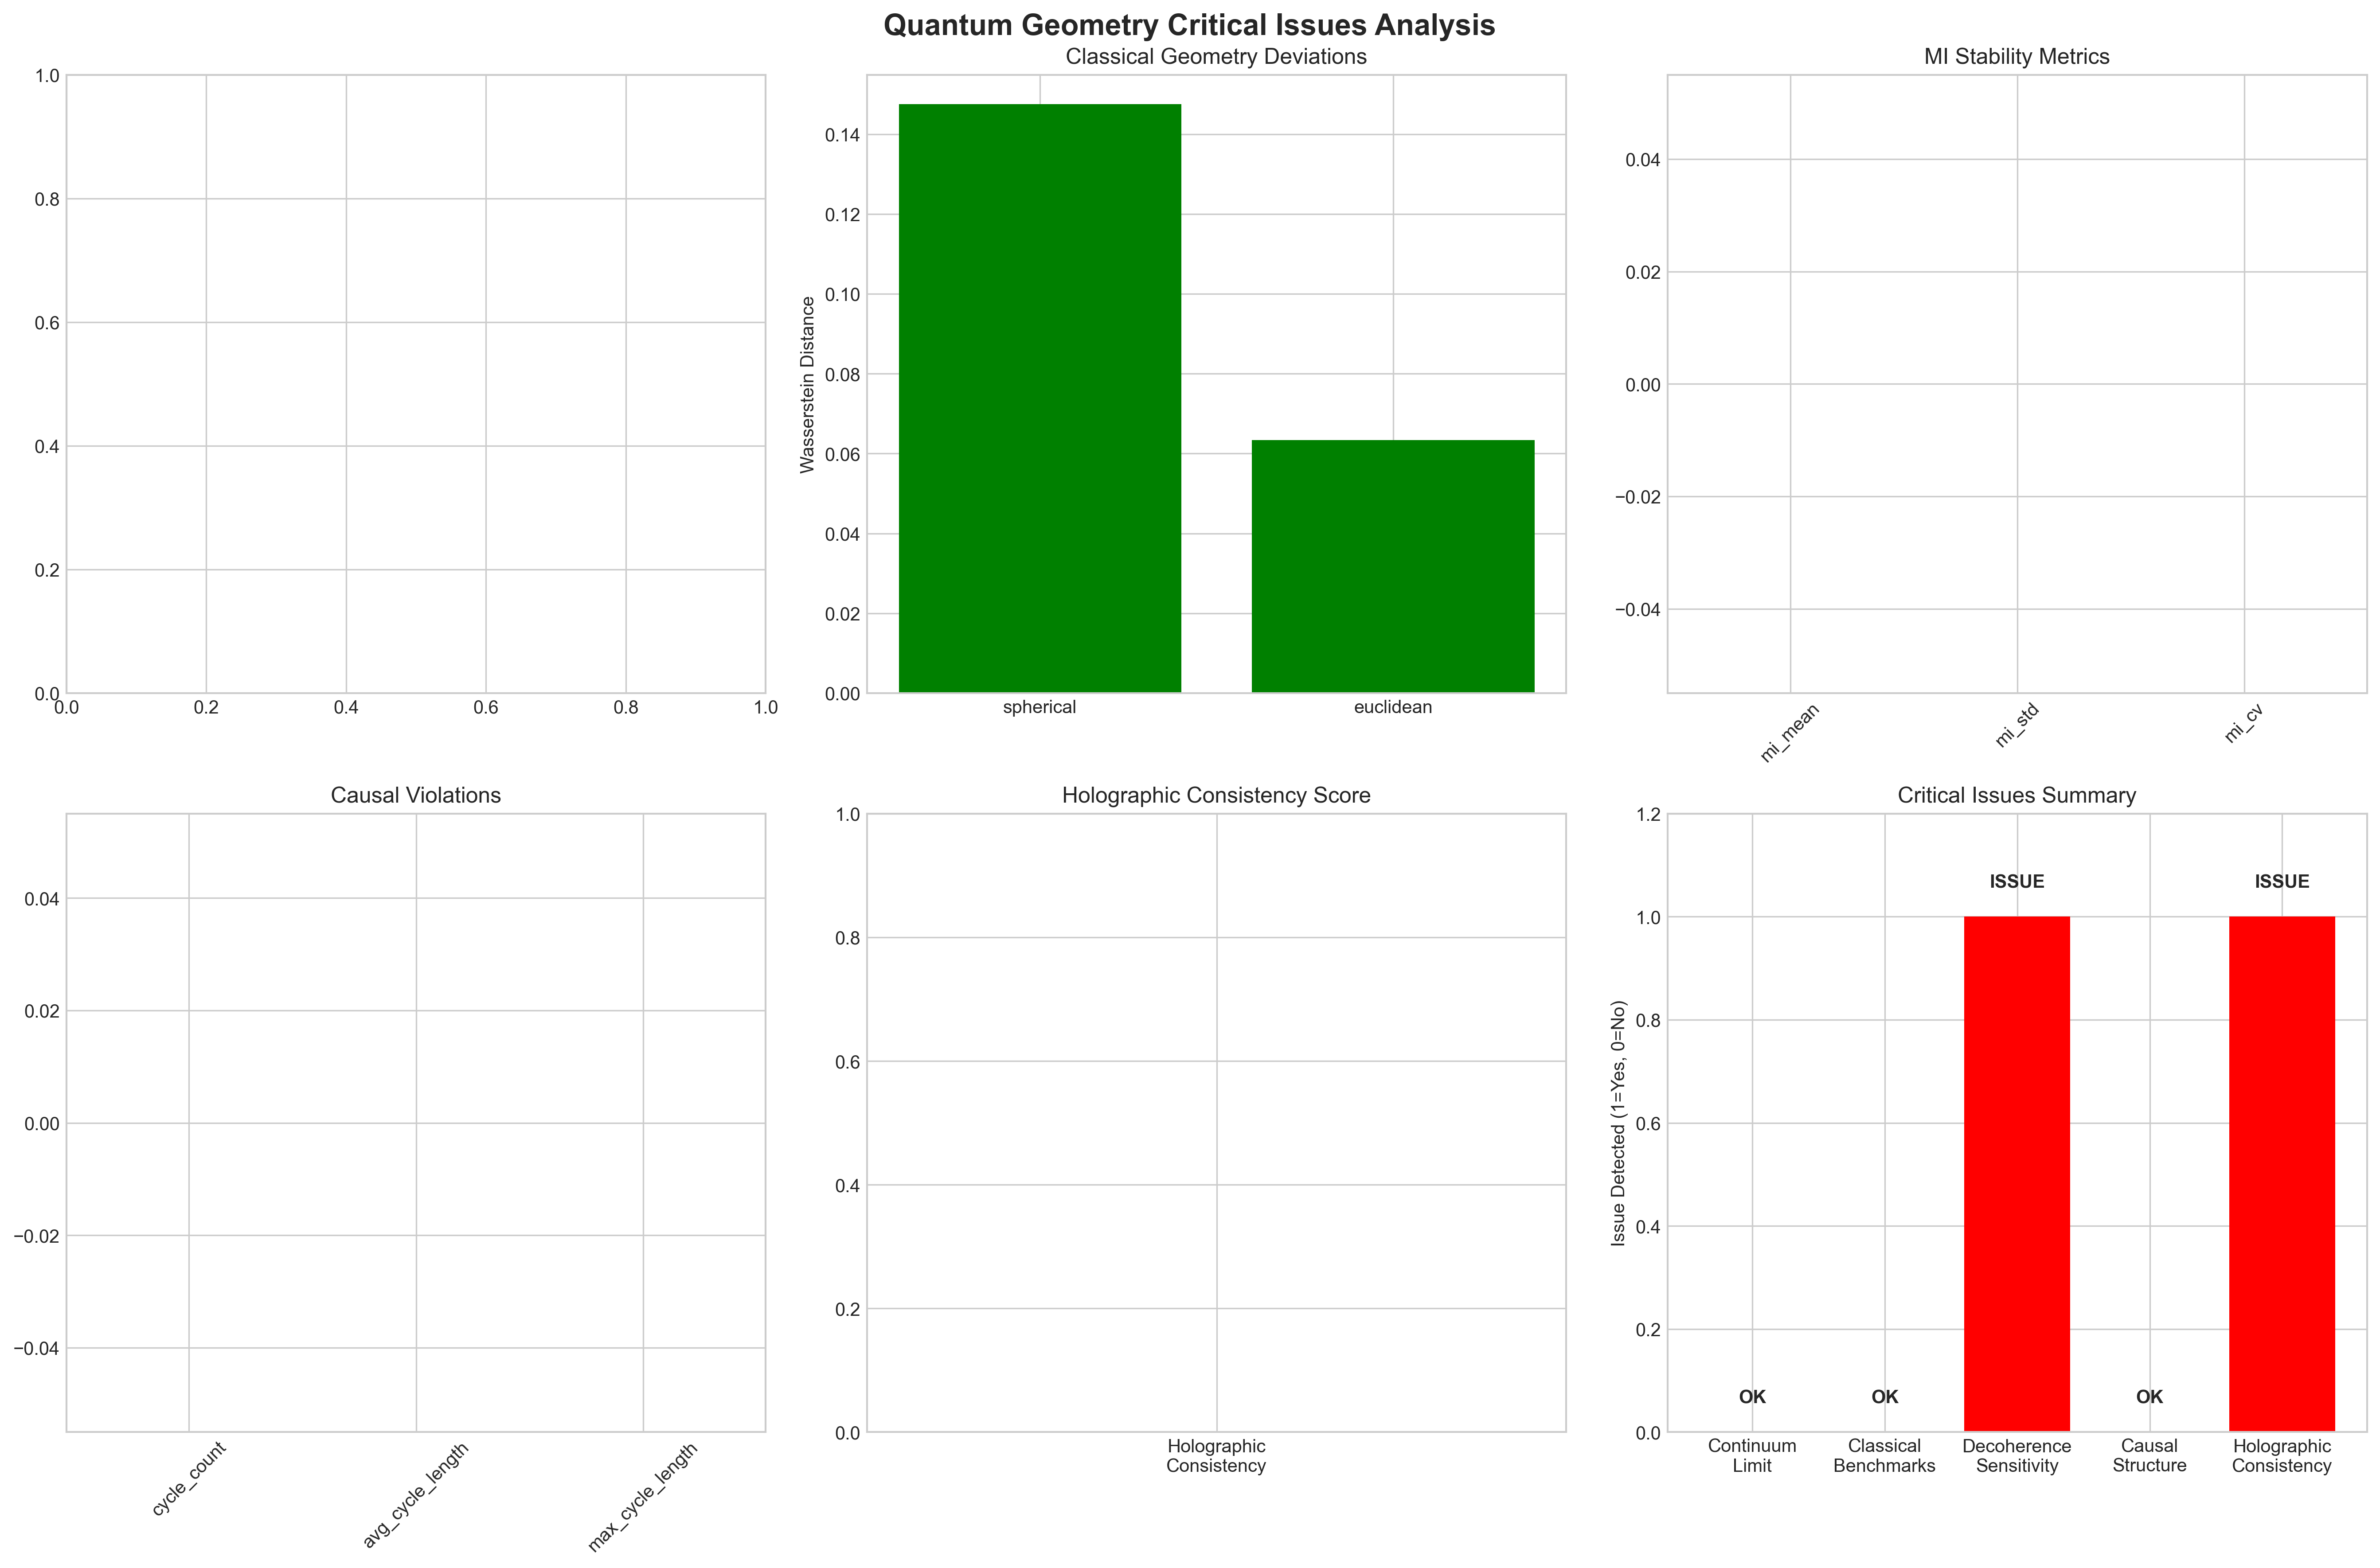 Quantum Geometry Critical Issues Analysis
1.0
0.8
0.6
0.4
0.2
0.0
0.0 0.2 0.4 0.6 0.8 1.0
Classical Geometry Deviations
Wasserstein Distance
0.14
0.12
0.10
0.08
0.06
0.04
0.02
0.00
spherical euclidean
MI Stability Metrics
0.04
0.02
0.00
−0.02
−0.04
mi_mean mi_std mi_cv
Causal Violations
0.04
0.02
0.00
−0.02
−0.04
cycle_count avg_cycle_length max_cycle_length
Holographic Consistency Score
1.0
0.8
0.6
0.4
0.2
0.0
Holographic
Consistency
Critical Issues Summary
Issue Detected (1=Yes, 0=No)
1.2
1.0
0.8
0.6
0.4
0.2
0.0
ISSUE ISSUE
OK OK OK
Continuum Classical Decoherence Causal Holographic
Limit Benchmarks Sensitivity Structure Consistency